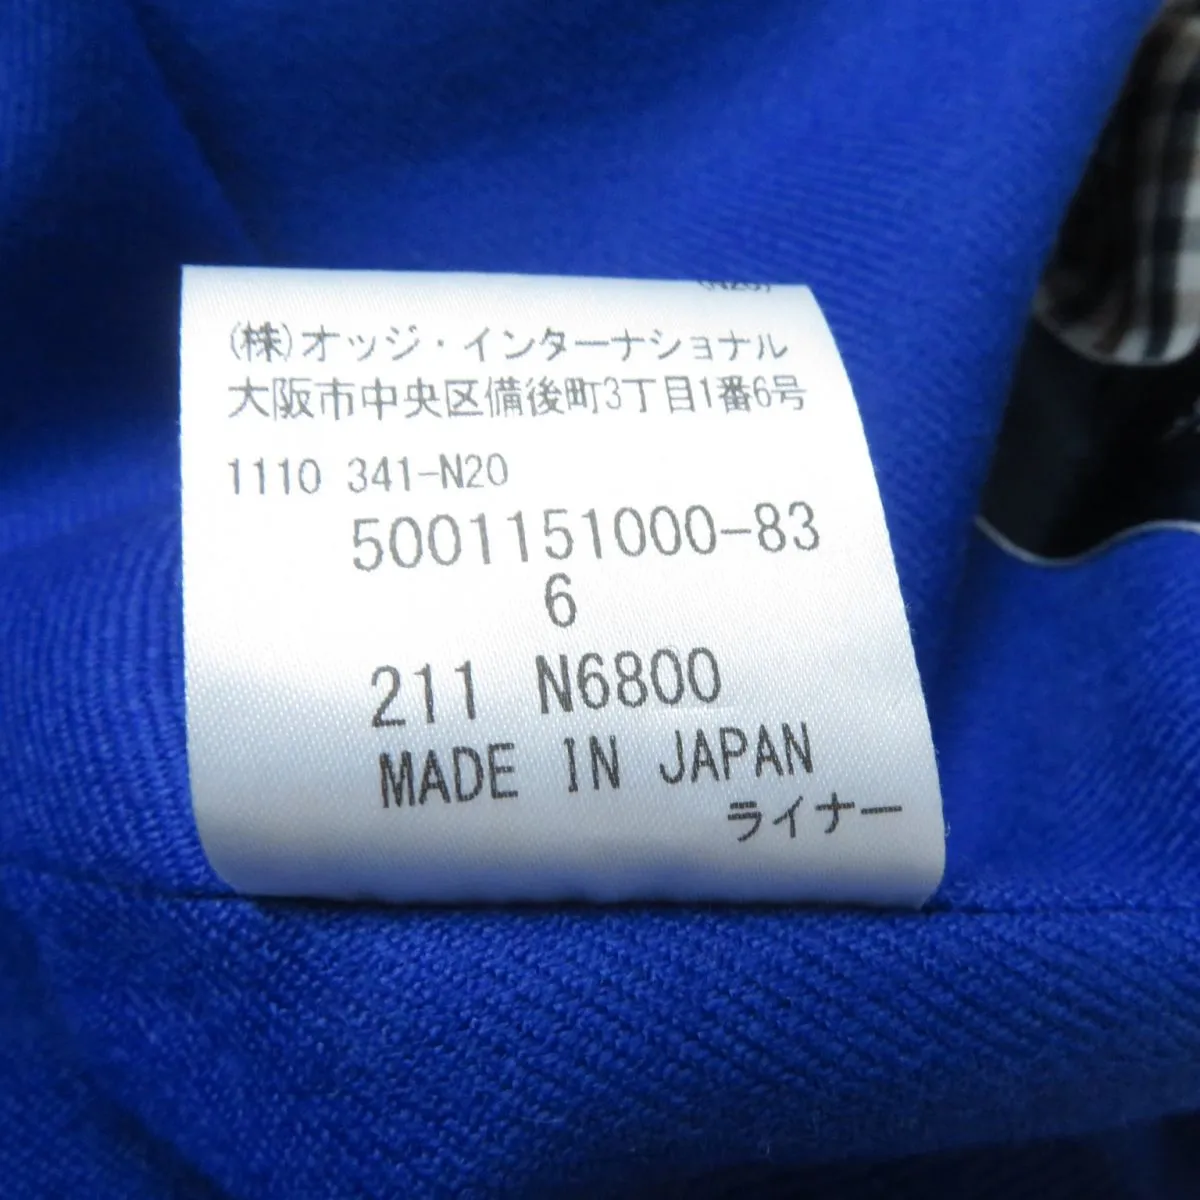 (株)オッジ・インターナショナル
大阪市中央区備後町3丁目1番6号
1110 341-N20
5001151000-83
6
211 N6800
MADE IN JAPAN
ライナー